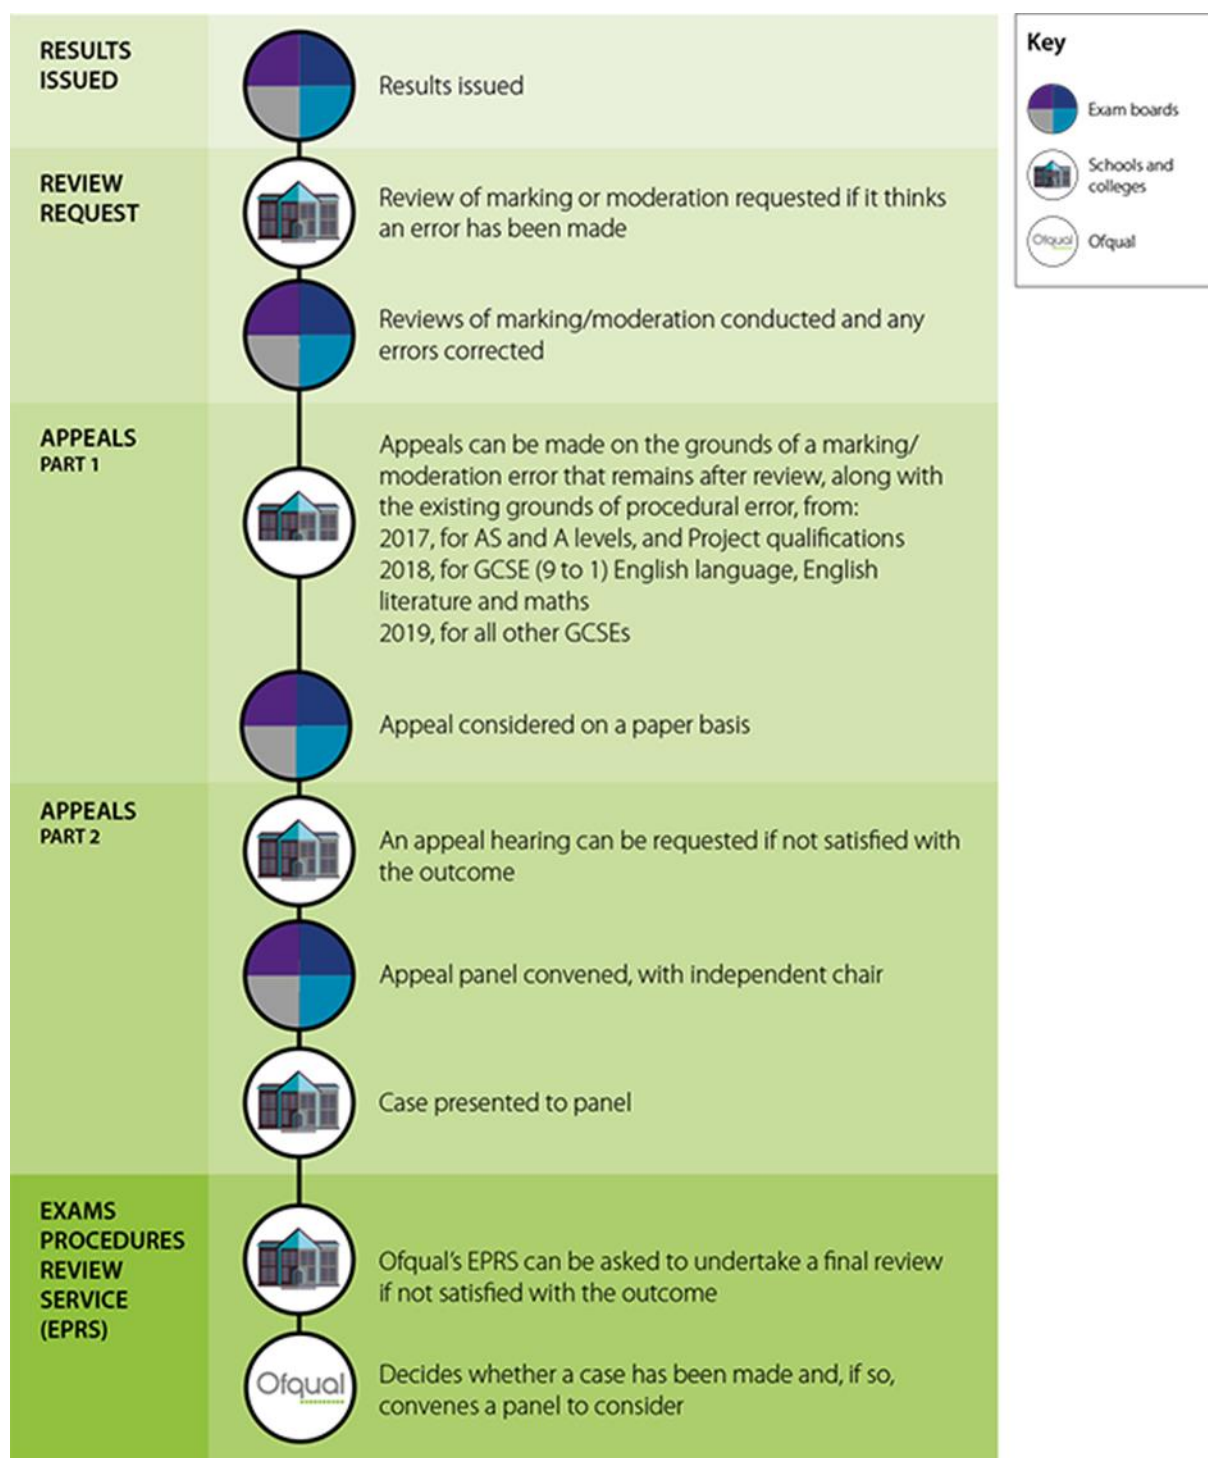 RESULTS
ISSUED
Results issued
REVIEW
REQUEST
Review of marking or moderation requested if it thinks
an error has been made
Reviews of marking/moderation conducted and any
errors corrected
APPEALS
PART 1
Appeals can be made on the grounds of a marking/
moderation error that remains after review, along with
the existing grounds of procedural error, from:
2017, for AS and A levels, and Project qualifications
2018, for GCSE (9 to 1) English language, English
literature and maths
2019, for all other GCSEs
Appeal considered on a paper basis
APPEALS
PART 2
An appeal hearing can be requested if not satisfied with
the outcome
Appeal panel convened, with independent chair
Case presented to panel
EXAMS
PROCEDURES
REVIEW
SERVICE
(EPRS)
Ofqual's EPRS can be asked to undertake a final review
if not satisfied with the outcome
Ofqual
Decides whether a case has been made and, if so,
convenes a panel to consider
Key
Exam boards
Schools and
colleges
Ofqual
Ofqual